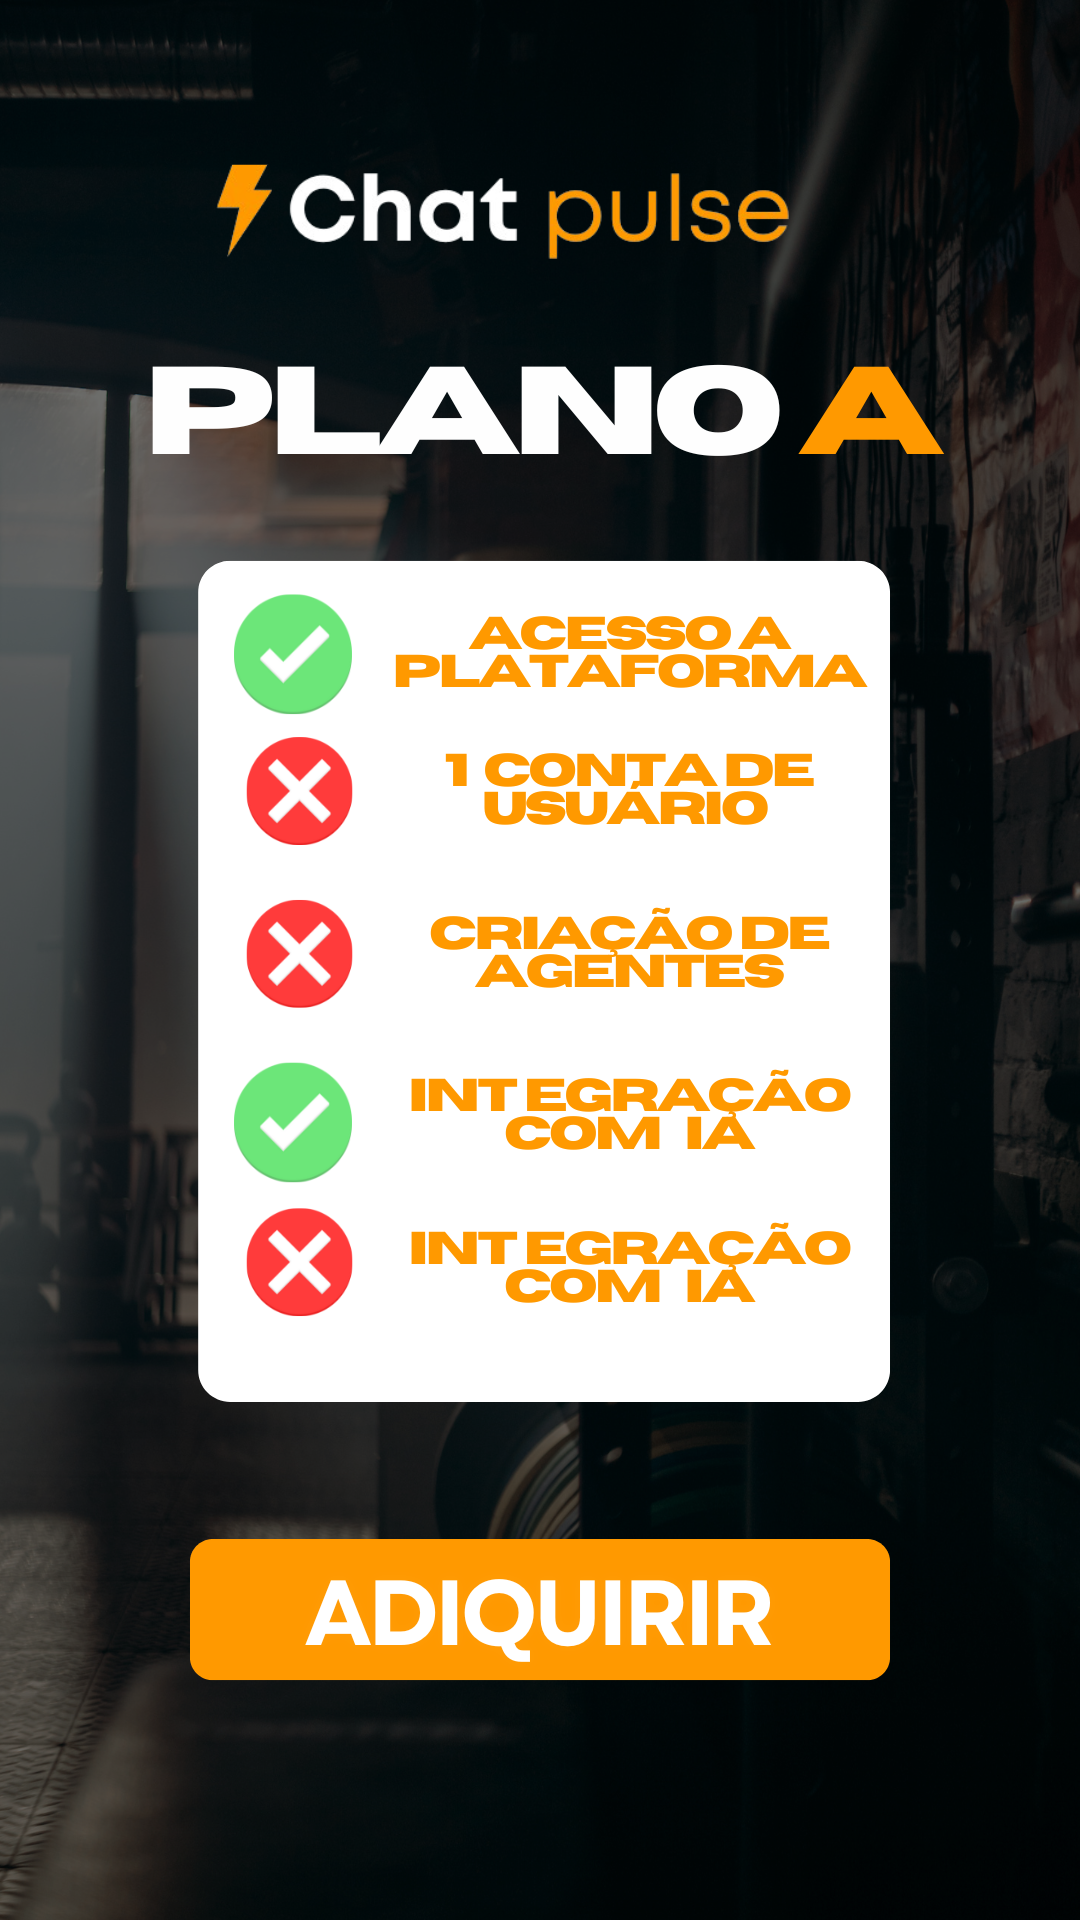 Chat pulse
PLANO A
ACESSO A
PLATAFORMA
1 CONTA DE
USUÁRIO
CRIAÇÃO DE
AGENTES
INTEGRAÇÃO
COM IA
INTEGRAÇÃO
COM IA
ADIQUIRIR